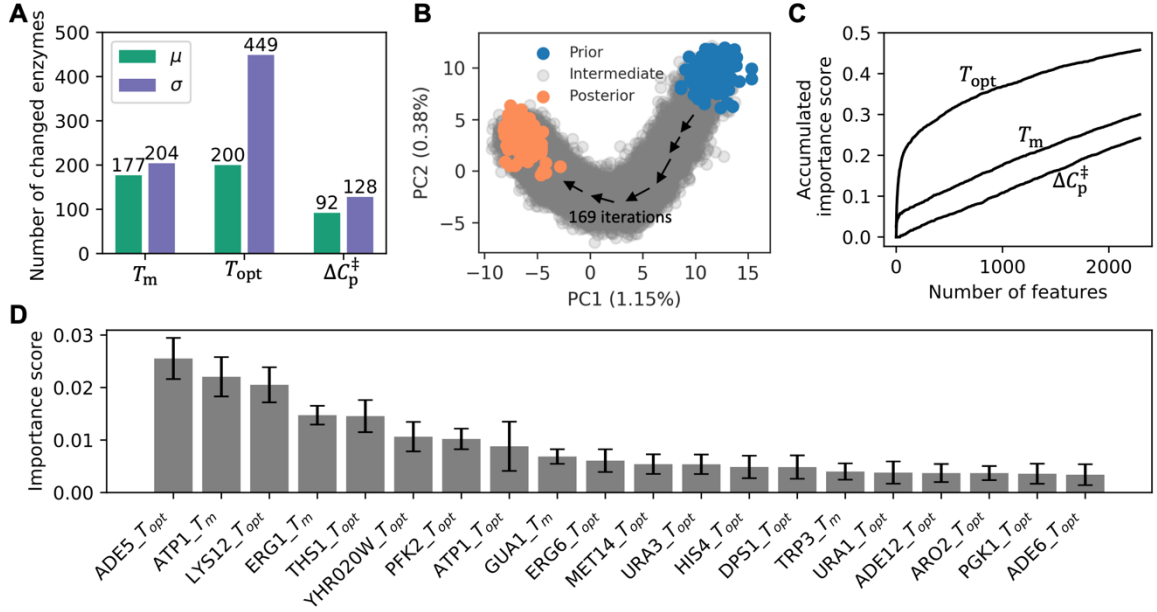 A
Number of changed enzymes
500
400
300
200
100
0
μ
σ
177
204
200
449
92
128
Tm
Topt
ΔCp‡
B
PC2 (0.38%)
10
5
0
−5
Prior
Intermediate
Posterior
169 iterations
−10
−5
0
5
10
15
PC1 (1.15%)
C
Accumulated
importance score
0.5
0.4
0.3
0.2
0.1
0.0
Topt
Tm
ΔCp‡
0
1000
2000
Number of features
D
Importance score
0.03
0.02
0.01
0.00
ADE5_Topt
ATP1_Tm
LYS12_Topt
ERG1_Tm
THS1_Topt
YHR020W_Topt
PFK2_Topt
ATP1_Topt
GUA1_Tm
ERG6_Topt
MET14_Topt
URA3_Topt
HIS4_Topt
DPS1_Topt
TRP3_Tm
URA1_Topt
ADE12_Topt
ARO2_Topt
PGK1_Topt
ADE6_Topt